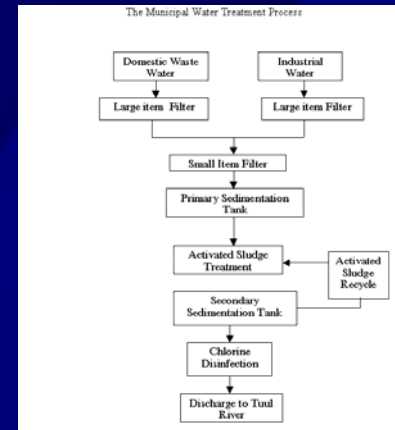 The Municipal Water Treatment Process
Domestic Waste
Water
Industrial
Water
Large item Filter
Large item Filter
Small Item Filter
Primary Sedimentation
Tank
Activated Sludge
Treatment
Activated
Sludge
Recycle
Secondary
Sedimentation Tank
Chlorine
Disinfection
Discharge to Tuul
River